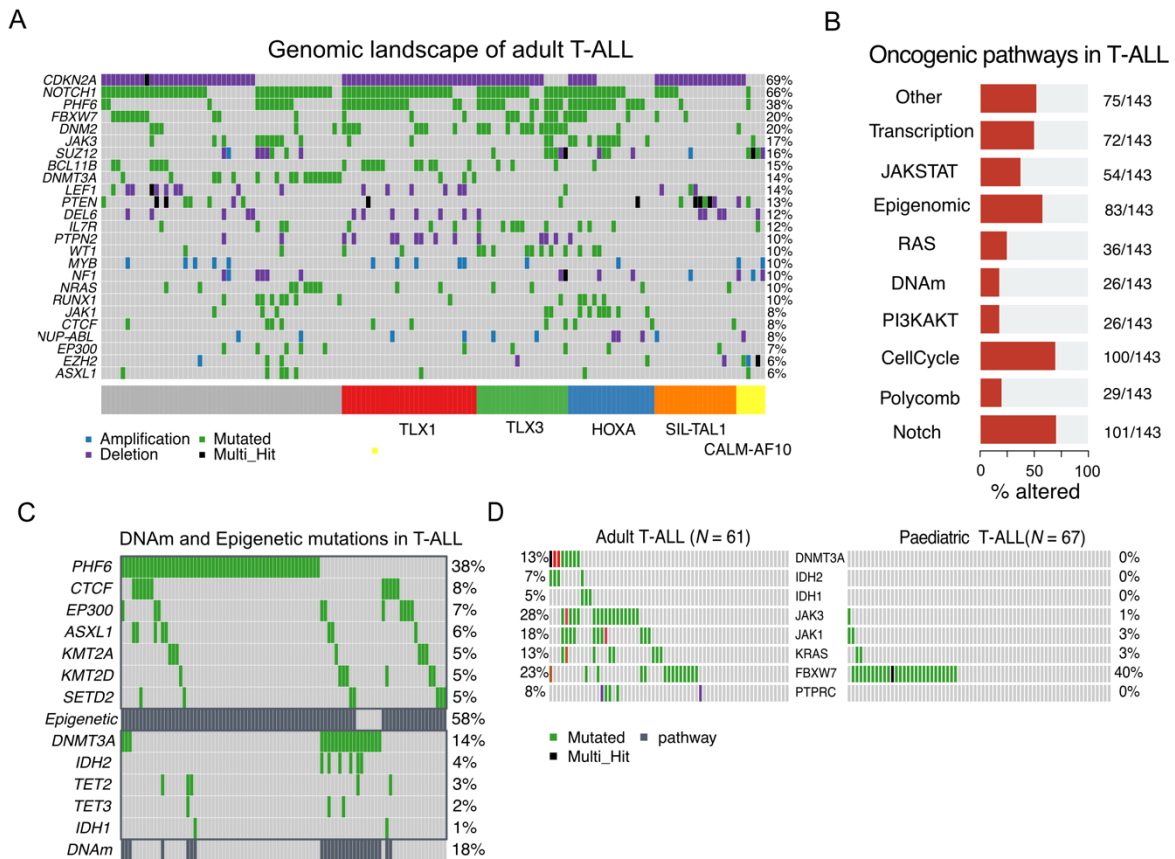 A
Genomic landscape of adult T-ALL
CDKN2A 69%
NOTCH1 66%
PHF6 38%
FBXW7 20%
DNM2 20%
JAK3 17%
SUZ12 16%
BCL11B 15%
DNMT3A 14%
LEF1 14%
PTEN 13%
DEL6 12%
IL7R 12%
PTPN2 10%
WT1 10%
MYB 10%
NF1 10%
NRAS 10%
RUNX1 10%
JAK1 8%
CTCF 8%
NUP-ABL 8%
EP300 7%
EZH2 6%
ASXL1 6%
TLX1 TLX3 HOXA SIL-TAL1
CALM-AF10
Amplification Mutated
Deletion Multi_Hit
B
Oncogenic pathways in T-ALL
Other 75/143
Transcription 72/143
JAKSTAT 54/143
Epigenomic 83/143
RAS 36/143
DNAm 26/143
PI3KAKT 26/143
CellCycle 100/143
Polycomb 29/143
Notch 101/143
0 50 100
% altered
C
DNAm and Epigenetic mutations in T-ALL
PHF6 38%
CTCF 8%
EP300 7%
ASXL1 6%
KMT2A 5%
KMT2D 5%
SETD2 5%
Epigenetic 58%
DNMT3A 14%
IDH2 4%
TET2 3%
TET3 2%
IDH1 1%
DNAm 18%
D
Adult T-ALL (N = 61) Paediatric T-ALL(N = 67)
13% DNMT3A 0%
7% IDH2 0%
5% IDH1 0%
28% JAK3 1%
18% JAK1 3%
13% KRAS 3%
23% FBXW7 40%
8% PTPRC 0%
Mutated pathway
Multi_Hit